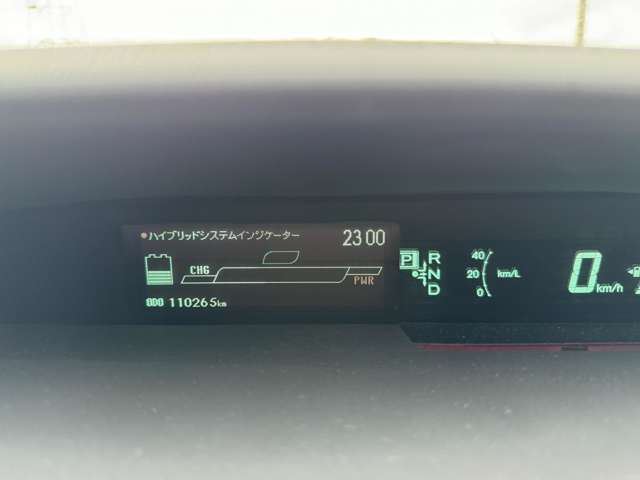 ハイブリッドシステムインジケーター 23 00
CHG
PWR
ODO 110265km
P R
N
D
40
20 km/L
0
0 km/h